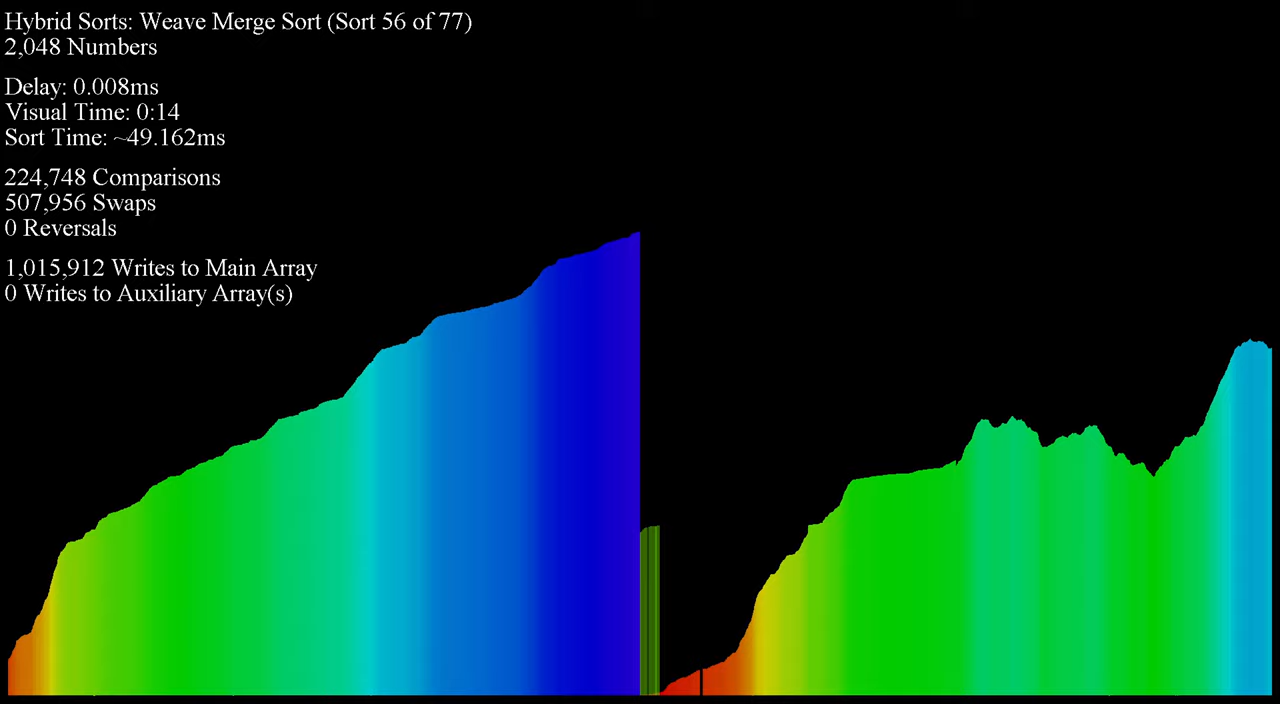 Hybrid Sorts: Weave Merge Sort (Sort 56 of 77)
2,048 Numbers
Delay: 0.008ms
Visual Time: 0:14
Sort Time: ~49.162ms
224,748 Comparisons
507,956 Swaps
0 Reversals
1,015,912 Writes to Main Array
0 Writes to Auxiliary Array(s)